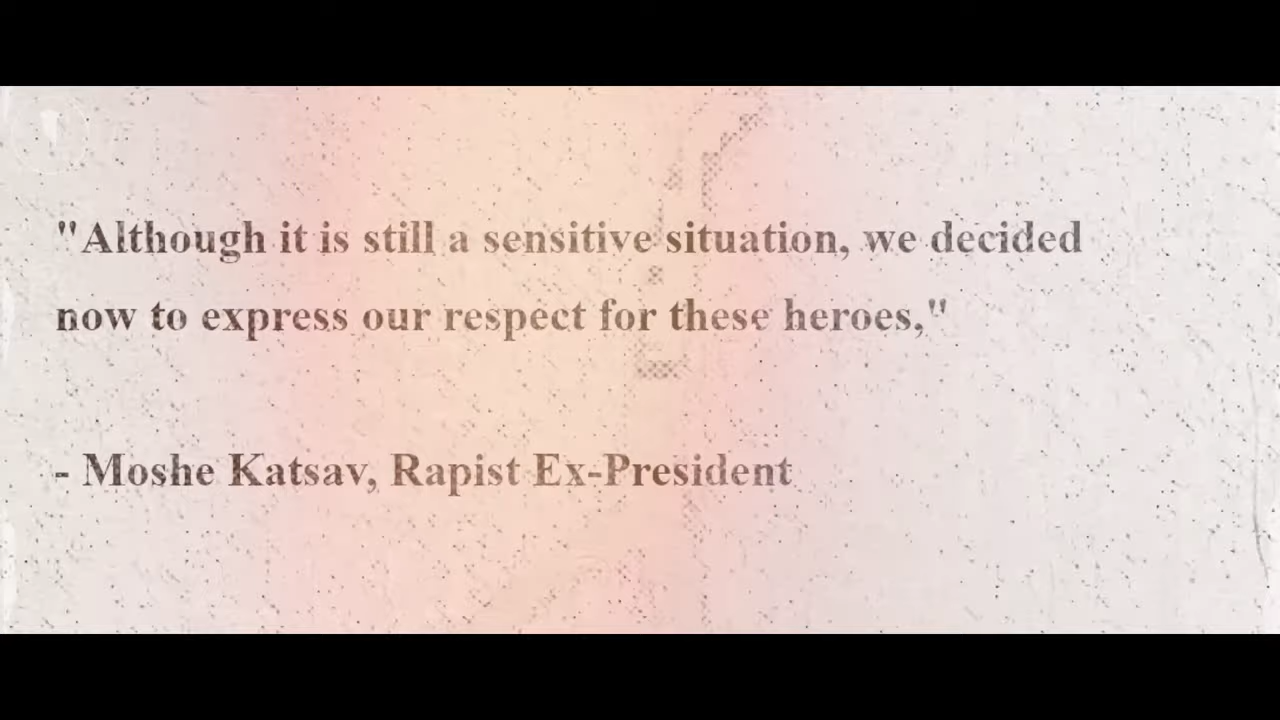 "Although it is still a sensitive situation, we decided
now to express our respect for these heroes,"
- Moshe Katsav, Rapist Ex-President